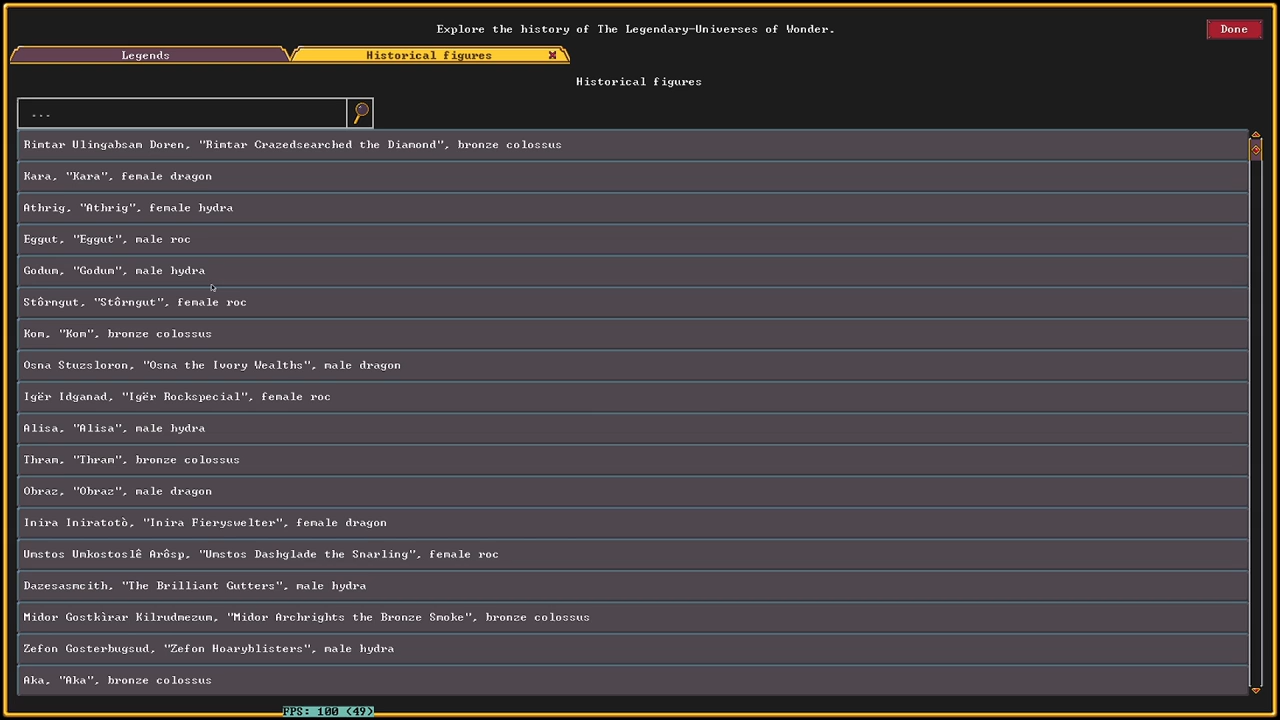 Explore the history of The Legendary-Universes of Wonder.
Done
Legends
Historical figures
Historical figures
...
Rimtar Ulingabsam Doren, "Rimtar Crazedsearched the Diamond", bronze colossus
Kara, "Kara", female dragon
Athrig, "Athrig", female hydra
Eggut, "Eggut", male roc
Godum, "Godum", male hydra
Stôrngut, "Stôrngut", female roc
Kom, "Kom", bronze colossus
Osna Stuzsloron, "Osna the Ivory Wealths", male dragon
Igër Idganad, "Igër Rockspecial", female roc
Alisa, "Alisa", male hydra
Thram, "Thram", bronze colossus
Obraz, "Obraz", male dragon
Inira Iniratotò, "Inira Fieryswelter", female dragon
Umstos Umkostoslê Arôsp, "Umstos Dashglade the Snarling", female roc
Dazesasmcith, "The Brilliant Gutters", male hydra
Midor Gostkìrar Kilrudmezum, "Midor Archrights the Bronze Smoke", bronze colossus
Zefon Gosterbugsud, "Zefon Hoaryblisters", male hydra
Aka, "Aka", bronze colossus
FPS: 100 (49)